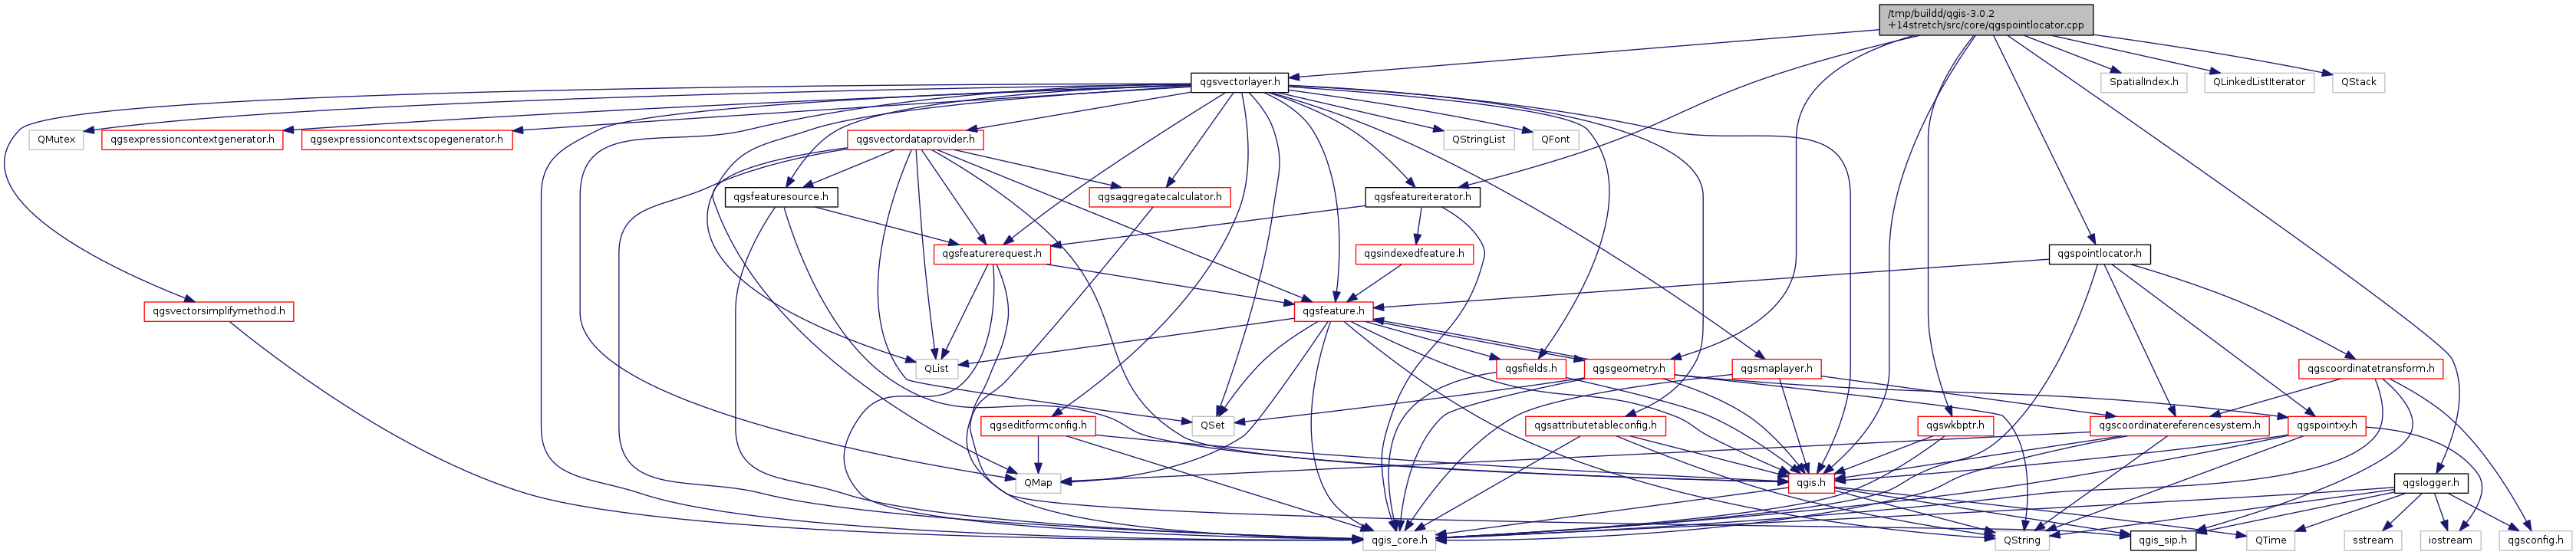 /tmp/buildd/qgis-3.0.2
+14stretch/src/core/qgspointlocator.cpp
qgsvectorlayer.h
SpatialIndex.h
QLinkedListIterator
QStack
QMutex
qgsexpressioncontextgenerator.h
qgsexpressioncontextscopegenerator.h
qgsvectordataprovider.h
QStringList
QFont
qgsfeaturesource.h
qgsaggregatecalculator.h
qgsfeatureiterator.h
qgsfeaturerequest.h
qgsindexedfeature.h
qgspointlocator.h
qgsvectorsimplifymethod.h
qgsfeature.h
QList
qgsfields.h
qgsgeometry.h
qgsmaplayer.h
qgscoordinatetransform.h
qgseditformconfig.h
QSet
qgsattributetableconfig.h
qgswkbptr.h
qgscoordinatereferencesystem.h
qgspointxy.h
QMap
qgis.h
qgslogger.h
qgis_core.h
QString
qgis_sip.h
QTime
sstream
iostream
qgsconfig.h